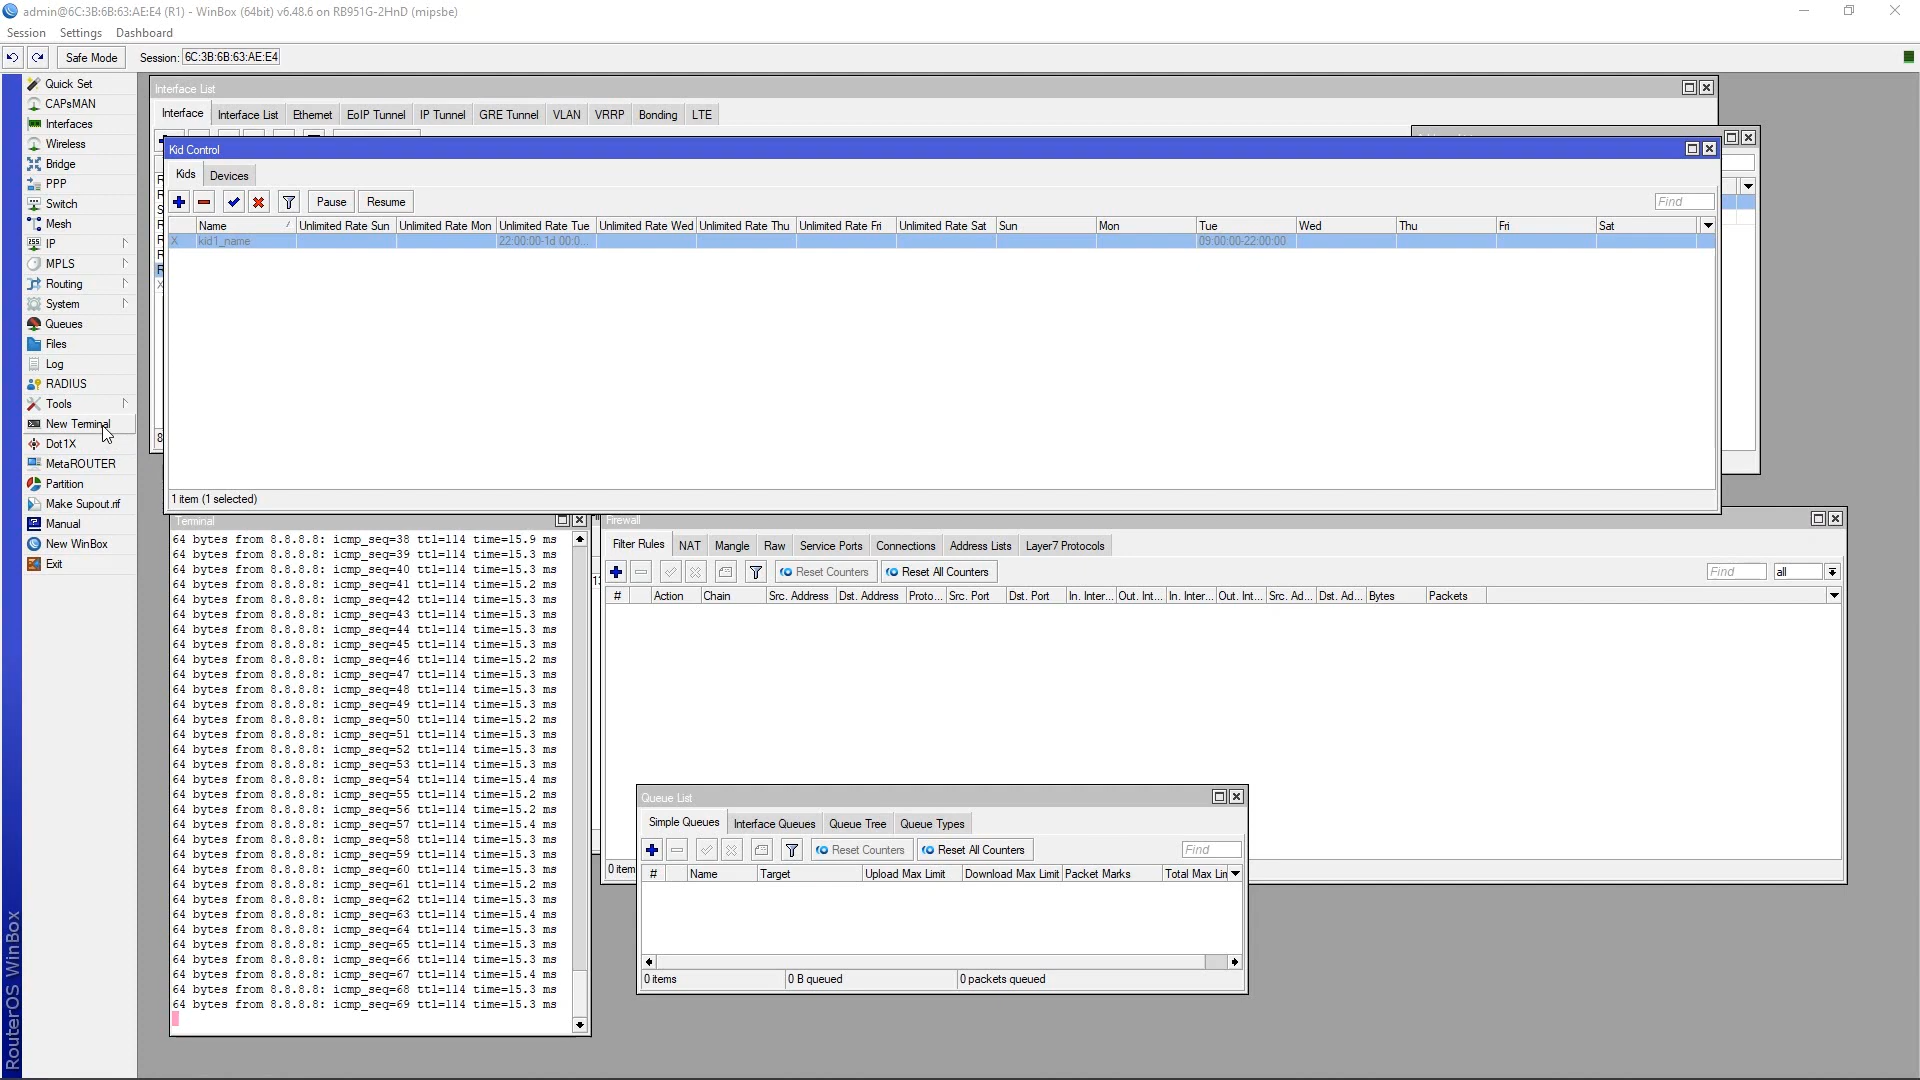 admin@6C:3B:6B:63:AE:E4 (R1) - WinBox (64bit) v6.48.6 on RB951G-2HnD (mipsbe)
Session Settings Dashboard
Safe Mode Session: 6C:3B:6B:63:AE:E4
Quick Set
CAPsMAN
Interfaces
Wireless
Bridge
PPP
Switch
Mesh
IP
MPLS
Routing
System
Queues
Files
Log
RADIUS
Tools
New Terminal
Dot1X
MetaROUTER
Partition
Make Supout.rif
Manual
New WinBox
Exit
RouterOS WinBox
Interface List
Interface Interface List Ethernet EoIP Tunnel IP Tunnel GRE Tunnel VLAN VRRP Bonding LTE
Kid Control
Kids Devices
Pause Resume Find
Name Unlimited Rate Sun Unlimited Rate Mon Unlimited Rate Tue Unlimited Rate Wed Unlimited Rate Thu Unlimited Rate Fri Unlimited Rate Sat Sun Mon Tue Wed Thu Fri Sat
X kid1_name 22:00:00-1d 00:0... 09:00:00-22:00:00
1 item (1 selected)
Terminal
64 bytes from 8.8.8.8: icmp_seq=38 ttl=114 time=15.9 ms
64 bytes from 8.8.8.8: icmp_seq=39 ttl=114 time=15.3 ms
64 bytes from 8.8.8.8: icmp_seq=40 ttl=114 time=15.3 ms
64 bytes from 8.8.8.8: icmp_seq=41 ttl=114 time=15.2 ms
64 bytes from 8.8.8.8: icmp_seq=42 ttl=114 time=15.3 ms
64 bytes from 8.8.8.8: icmp_seq=43 ttl=114 time=15.3 ms
64 bytes from 8.8.8.8: icmp_seq=44 ttl=114 time=15.3 ms
64 bytes from 8.8.8.8: icmp_seq=45 ttl=114 time=15.3 ms
64 bytes from 8.8.8.8: icmp_seq=46 ttl=114 time=15.2 ms
64 bytes from 8.8.8.8: icmp_seq=47 ttl=114 time=15.3 ms
64 bytes from 8.8.8.8: icmp_seq=48 ttl=114 time=15.3 ms
64 bytes from 8.8.8.8: icmp_seq=49 ttl=114 time=15.3 ms
64 bytes from 8.8.8.8: icmp_seq=50 ttl=114 time=15.2 ms
64 bytes from 8.8.8.8: icmp_seq=51 ttl=114 time=15.3 ms
64 bytes from 8.8.8.8: icmp_seq=52 ttl=114 time=15.3 ms
64 bytes from 8.8.8.8: icmp_seq=53 ttl=114 time=15.3 ms
64 bytes from 8.8.8.8: icmp_seq=54 ttl=114 time=15.4 ms
64 bytes from 8.8.8.8: icmp_seq=55 ttl=114 time=15.2 ms
64 bytes from 8.8.8.8: icmp_seq=56 ttl=114 time=15.2 ms
64 bytes from 8.8.8.8: icmp_seq=57 ttl=114 time=15.4 ms
64 bytes from 8.8.8.8: icmp_seq=58 ttl=114 time=15.3 ms
64 bytes from 8.8.8.8: icmp_seq=59 ttl=114 time=15.3 ms
64 bytes from 8.8.8.8: icmp_seq=60 ttl=114 time=15.3 ms
64 bytes from 8.8.8.8: icmp_seq=61 ttl=114 time=15.2 ms
64 bytes from 8.8.8.8: icmp_seq=62 ttl=114 time=15.3 ms
64 bytes from 8.8.8.8: icmp_seq=63 ttl=114 time=15.4 ms
64 bytes from 8.8.8.8: icmp_seq=64 ttl=114 time=15.3 ms
64 bytes from 8.8.8.8: icmp_seq=65 ttl=114 time=15.3 ms
64 bytes from 8.8.8.8: icmp_seq=66 ttl=114 time=15.3 ms
64 bytes from 8.8.8.8: icmp_seq=67 ttl=114 time=15.4 ms
64 bytes from 8.8.8.8: icmp_seq=68 ttl=114 time=15.3 ms
64 bytes from 8.8.8.8: icmp_seq=69 ttl=114 time=15.3 ms
Firewall
Filter Rules NAT Mangle Raw Service Ports Connections Address Lists Layer7 Protocols
Reset Counters Reset All Counters Find all
# Action Chain Src. Address Dst. Address Proto... Src. Port Dst. Port In. Inter... Out. Int... In. Inter... Out. Int... Src. Ad... Dst. Ad... Bytes Packets
0 item
Queue List
Simple Queues Interface Queues Queue Tree Queue Types
Reset Counters Reset All Counters Find
# Name Target Upload Max Limit Download Max Limit Packet Marks Total Max Lim
0 items 0 B queued 0 packets queued